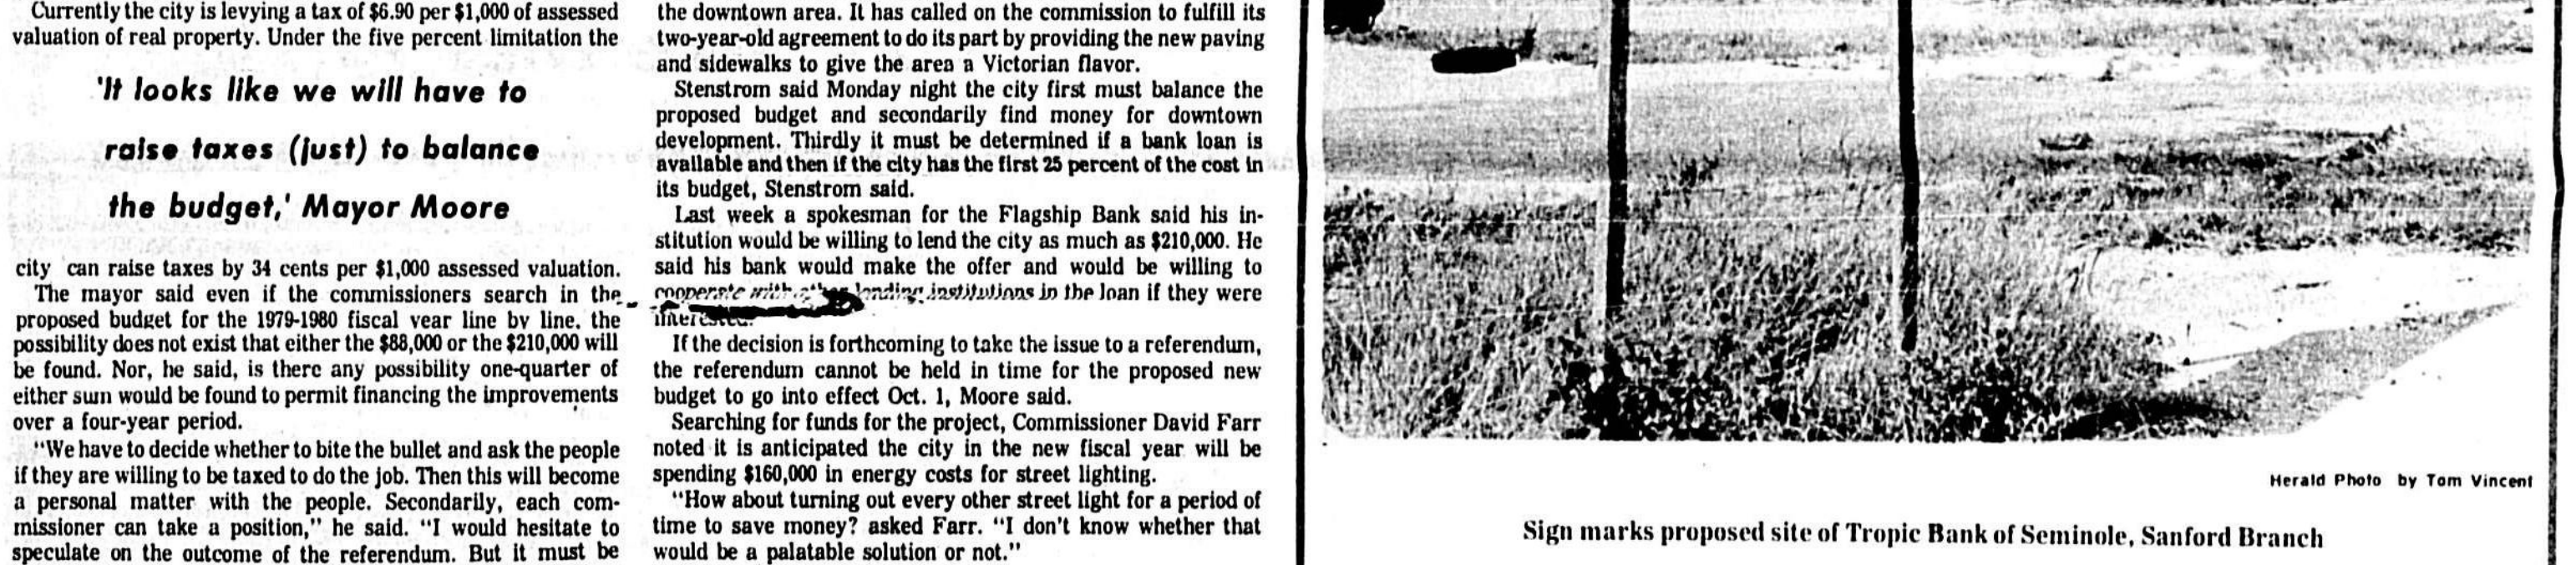 Currently the city is levying a tax of $6.90 per $1,000 of assessed
valuation of real property. Under the five percent limitation the
'It looks like we will have to
raise taxes (just) to balance
the budget,' Mayor Moore
city can raise taxes by 34 cents per $1,000 assessed valuation.
The mayor said even if the commissioners search in the
proposed budget for the 1979-1980 fiscal year line by line, the
possibility does not exist that either the $88,000 or the $210,000 will
be found. Nor, he said, is there any possibility one-quarter of
either sum would be found to permit financing the improvements
over a four-year period.
"We have to decide whether to bite the bullet and ask the people
if they are willing to be taxed to do the job. Then this will become
a personal matter with the people. Secondarily, each com-
missioner can take a position," he said. "I would hesitate to
speculate on the outcome of the referendum. But it must be
the downtown area. It has called on the commission to fulfill its
two-year-old agreement to do its part by providing the new paving
and sidewalks to give the area a Victorian flavor.
Stenstrom said Monday night the city first must balance the
proposed budget and secondarily find money for downtown
development. Thirdly it must be determined if a bank loan is
available and then if the city has the first 25 percent of the cost in
its budget, Stenstrom said.
Last week a spokesman for the Flagship Bank said his in-
stitution would be willing to lend the city as much as $210,000. He
said his bank would make the offer and would be willing to
cooperate with other lending institutions in the loan if they were
interested.
If the decision is forthcoming to take the issue to a referendum,
the referendum cannot be held in time for the proposed new
budget to go into effect Oct. 1, Moore said.
Searching for funds for the project, Commissioner David Farr
noted it is anticipated the city in the new fiscal year will be
spending $160,000 in energy costs for street lighting.
"How about turning out every other street light for a period of
time to save money? asked Farr. "I don't know whether that
would be a palatable solution or not."
Herald Photo by Tom Vincent
Sign marks proposed site of Tropic Bank of Seminole, Sanford Branch